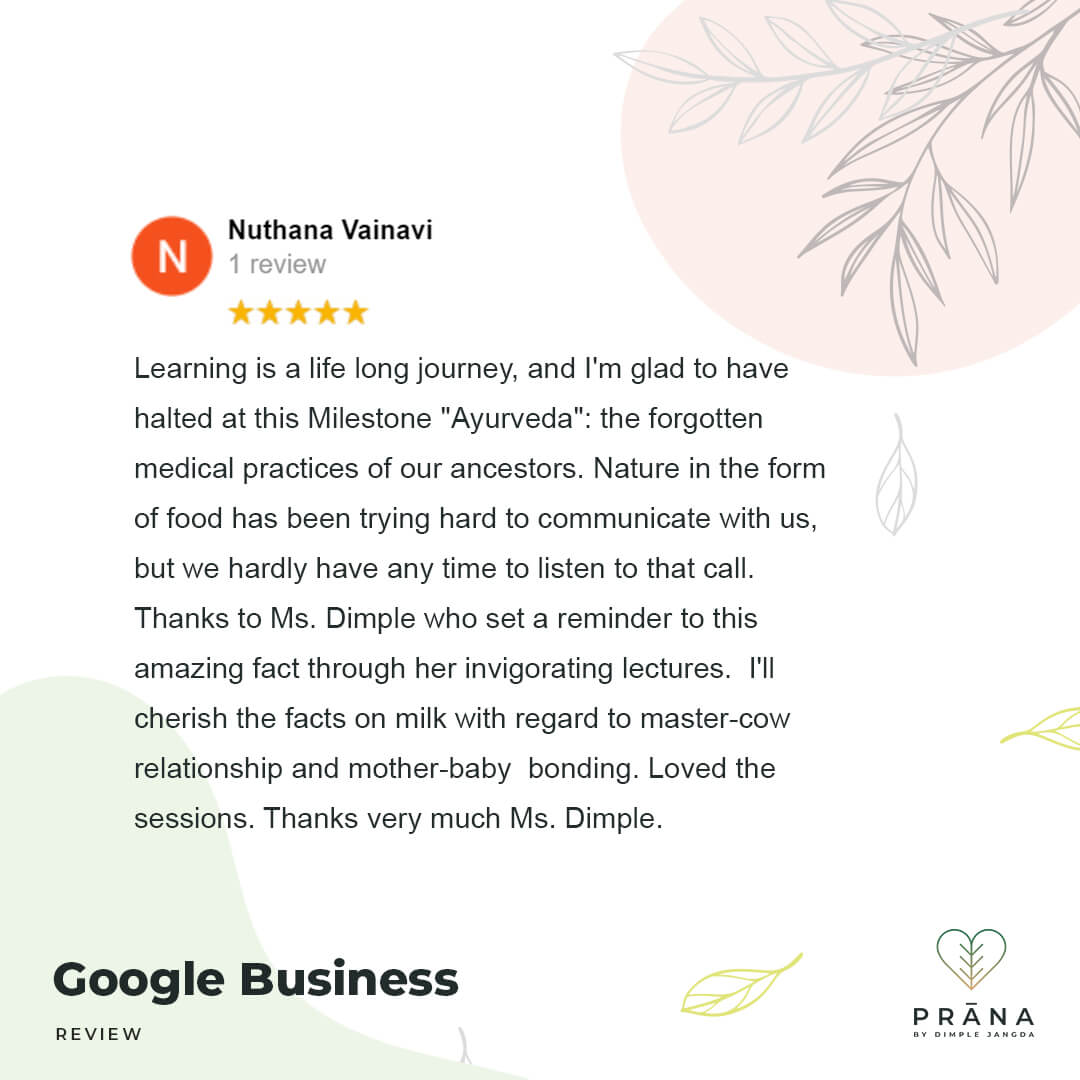 N
Nuthana Vainavi
1 review
★★★★★
Learning is a life long journey, and I'm glad to have
halted at this Milestone "Ayurveda": the forgotten
medical practices of our ancestors. Nature in the form
of food has been trying hard to communicate with us,
but we hardly have any time to listen to that call.
Thanks to Ms. Dimple who set a reminder to this
amazing fact through her invigorating lectures.  I'll
cherish the facts on milk with regard to master-cow
relationship and mother-baby  bonding. Loved the
sessions. Thanks very much Ms. Dimple.
Google Business
REVIEW
PRĀNA
BY DIMPLE JANGDA